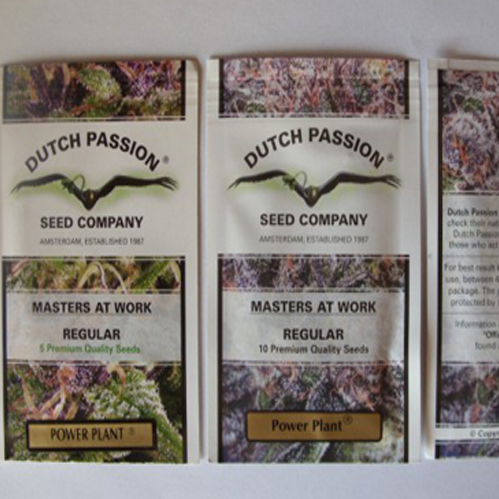 DUTCH PASSION®
SEED COMPANY
AMSTERDAM, ESTABLISHED 1987
MASTERS AT WORK
REGULAR
5 Premium Quality Seeds
POWER PLANT ®
DUTCH PASSION®
SEED COMPANY
AMSTERDAM, ESTABLISHED 1987
MASTERS AT WORK
REGULAR
10 Premium Quality Seeds
Power Plant®
Dutch Passion
check their
Dutch Passion
those who
For best result
use, between 4
package. The
protected by
Information
found
© Copy